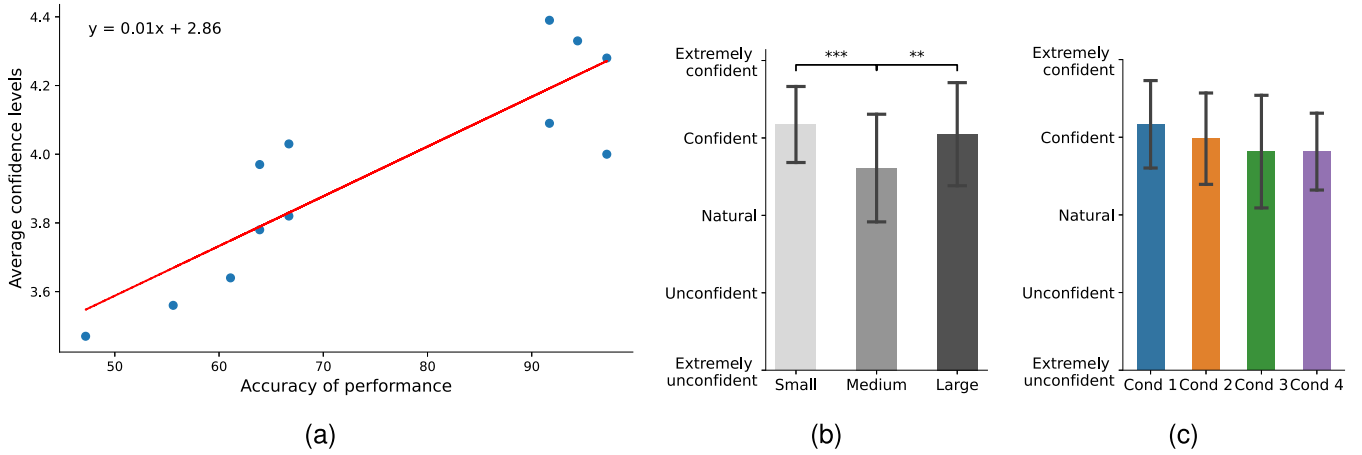 4.4
4.2
4.0
3.8
3.6
Average confidence levels
y = 0.01x + 2.86
50 60 70 80 90
Accuracy of performance
(a)
Extremely
confident
Confident
Natural
Unconfident
Extremely
unconfident
*** **
Small Medium Large
(b)
Extremely
confident
Confident
Natural
Unconfident
Extremely
unconfident
Cond 1 Cond 2 Cond 3 Cond 4
(c)